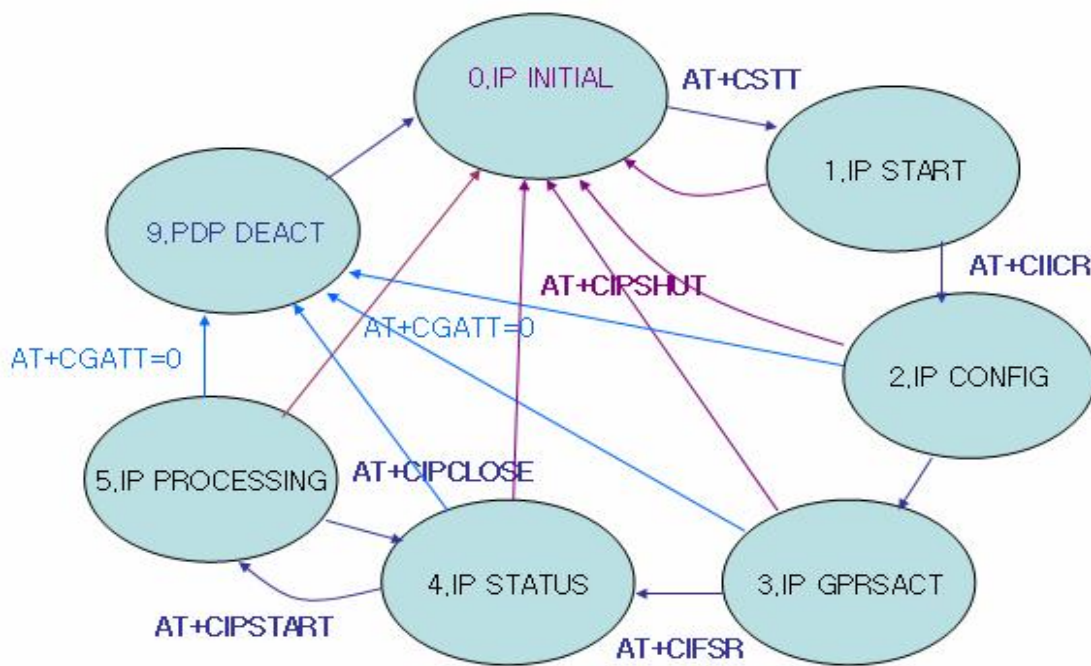 0,IP INITIAL
AT+CSTT
1,IP START
9,PDP DEACT
AT+CIICR
AT+CIPSHUT
AT+CGATT=0
AT+CGATT=0
2,IP CONFIG
5,IP PROCESSING
AT+CIPCLOSE
4,IP STATUS
3,IP GPRSACT
AT+CIPSTART
AT+CIFSR